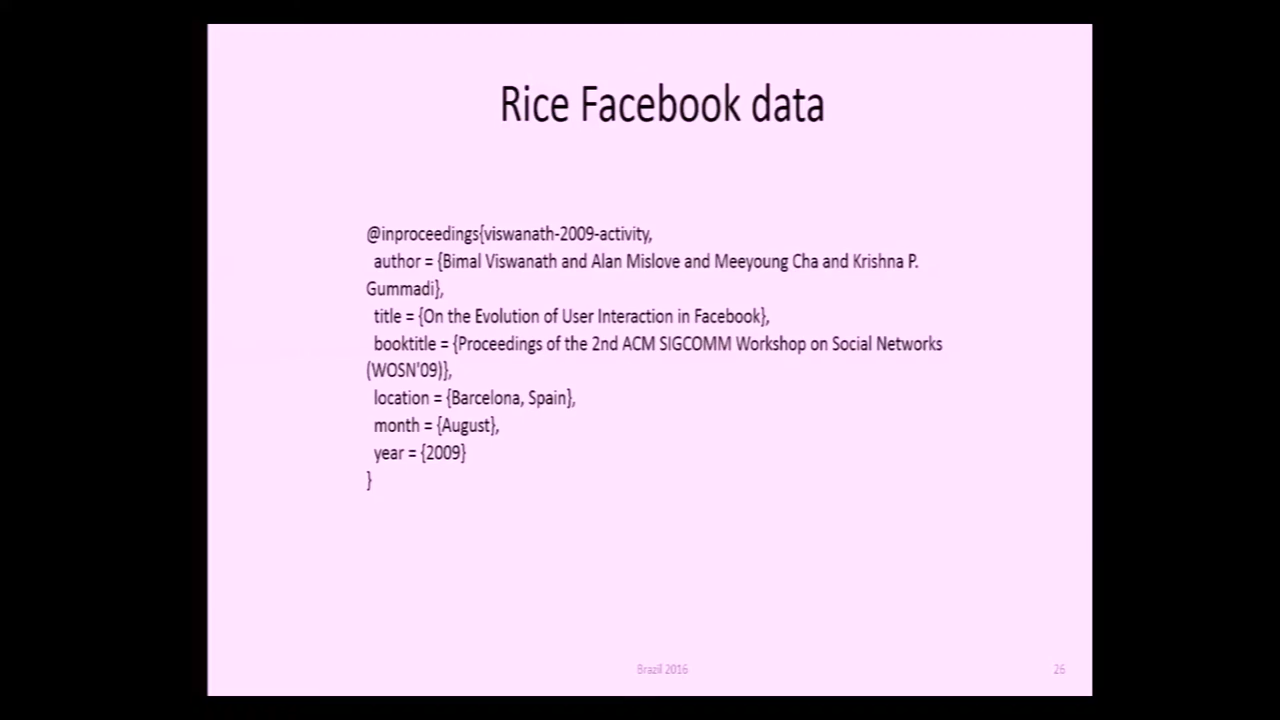 Rice Facebook data
@inproceedings{viswanath-2009-activity,
author = {Bimal Viswanath and Alan Mislove and Meeyoung Cha and Krishna P.
Gummadi},
title = {On the Evolution of User Interaction in Facebook},
booktitle = {Proceedings of the 2nd ACM SIGCOMM Workshop on Social Networks
(WOSN'09)},
location = {Barcelona, Spain},
month = {August},
year = {2009}
}
Brazil 2016
26